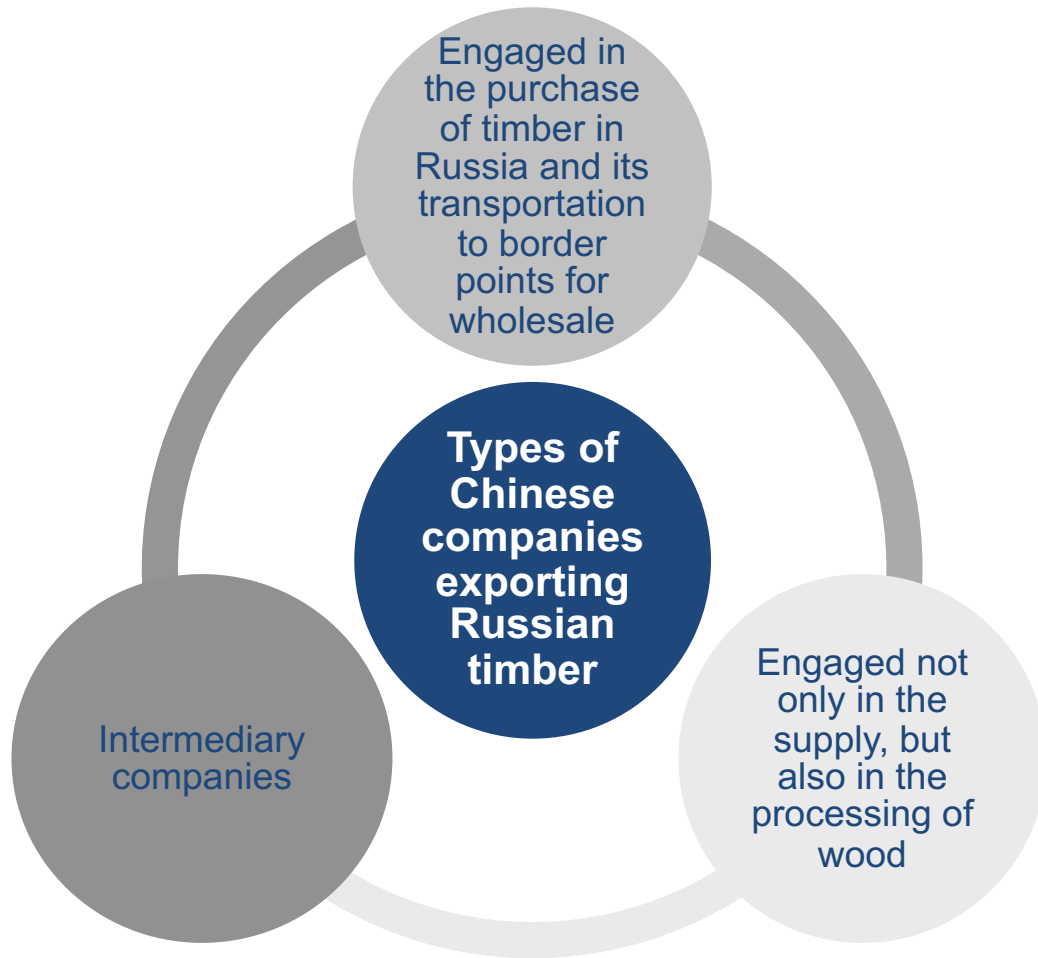 Engaged in
the purchase
of timber in
Russia and its
transportation
to border
points for
wholesale
Types of
Chinese
companies
exporting
Russian
timber
Intermediary
companies
Engaged not
only in the
supply, but
also in the
processing of
wood